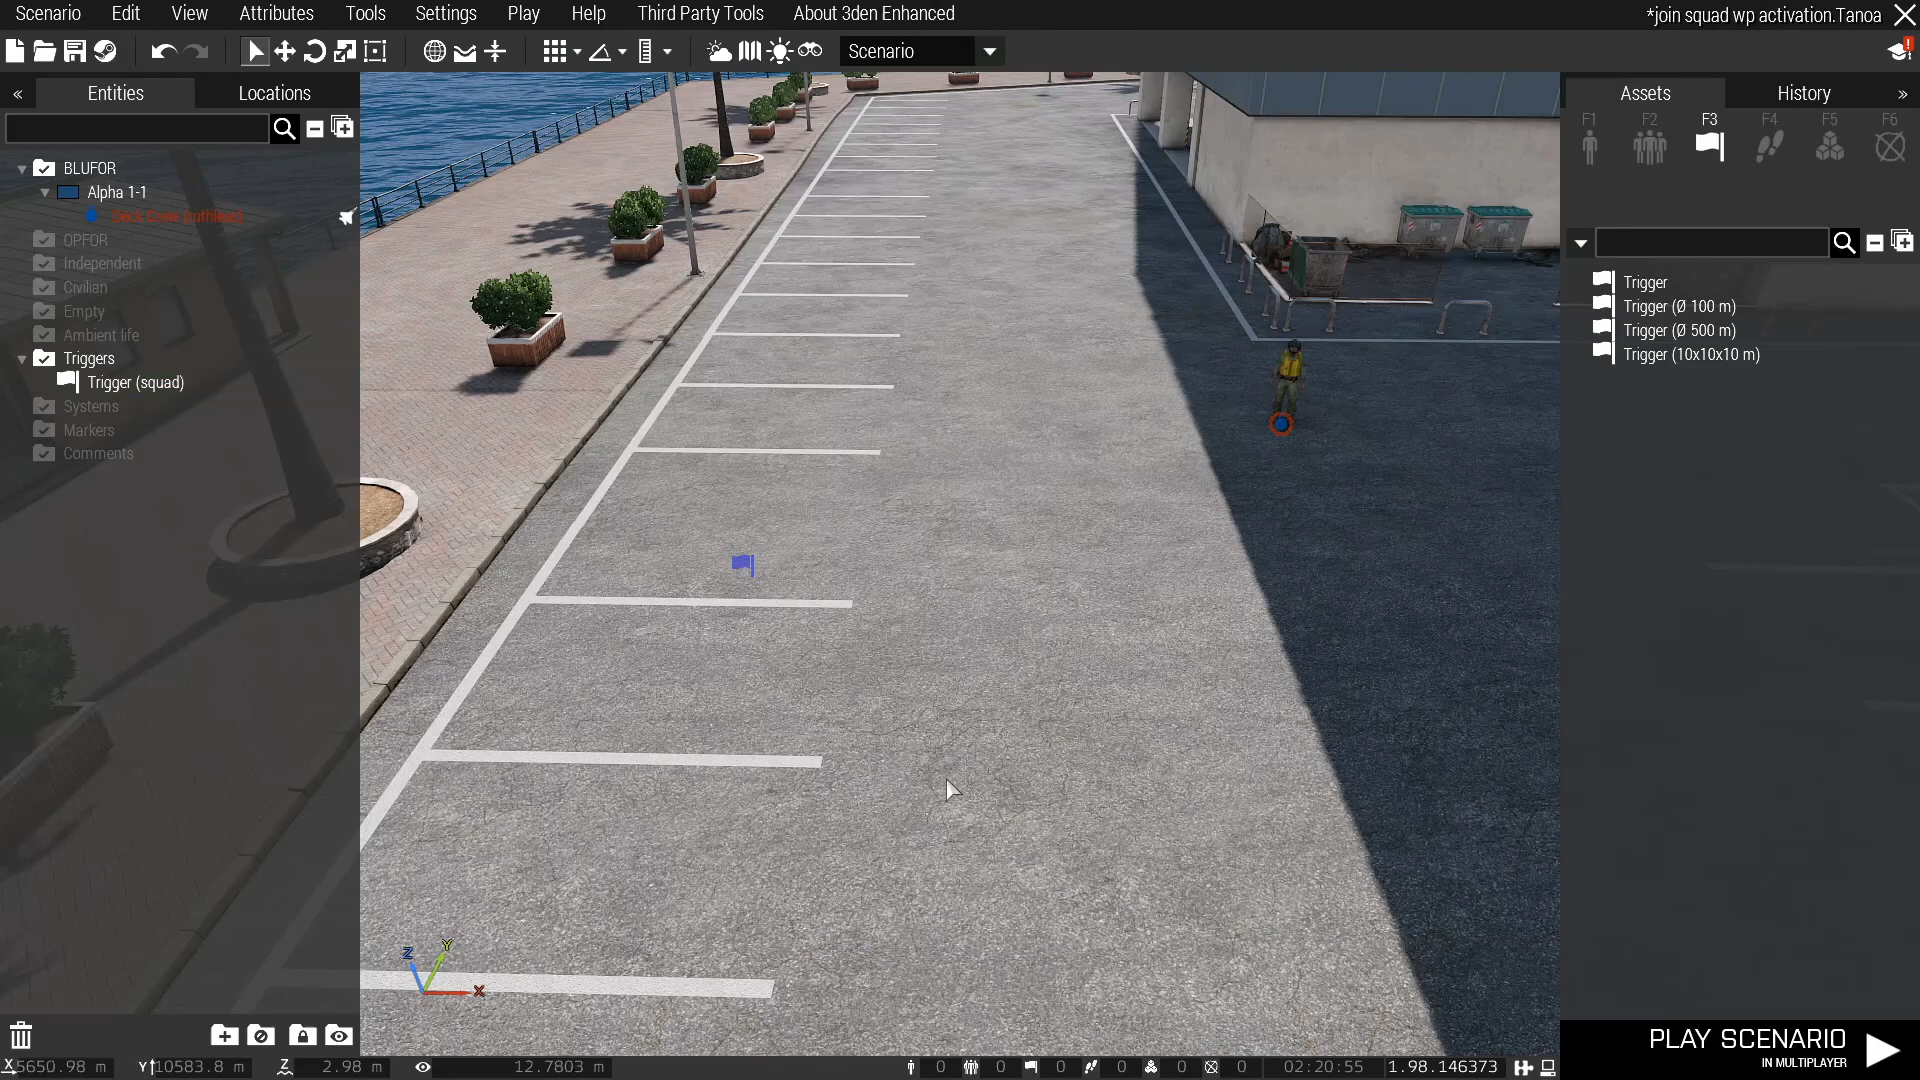 Scenario Edit View Attributes Tools Settings Play Help Third Party Tools About 3den Enhanced *join squad wp activation.Tanoa
Scenario
Entities Locations
BLUFOR
Alpha 1-1
Deck Crew (ruthless)
OPFOR
Independent
Civilian
Empty
Ambient life
Triggers
Trigger (squad)
Systems
Markers
Comments
Z Y X
Assets History
F1 F2 F3 F4 F5 F6
Trigger
Trigger (Ø 100 m)
Trigger (Ø 500 m)
Trigger (10x10x10 m)
PLAY SCENARIO
IN MULTIPLAYER
X 5650.98 m Y 10583.8 m Z 2.98 m 12.7803 m 0 0 0 0 0 0 02:20:55 1.98.146373